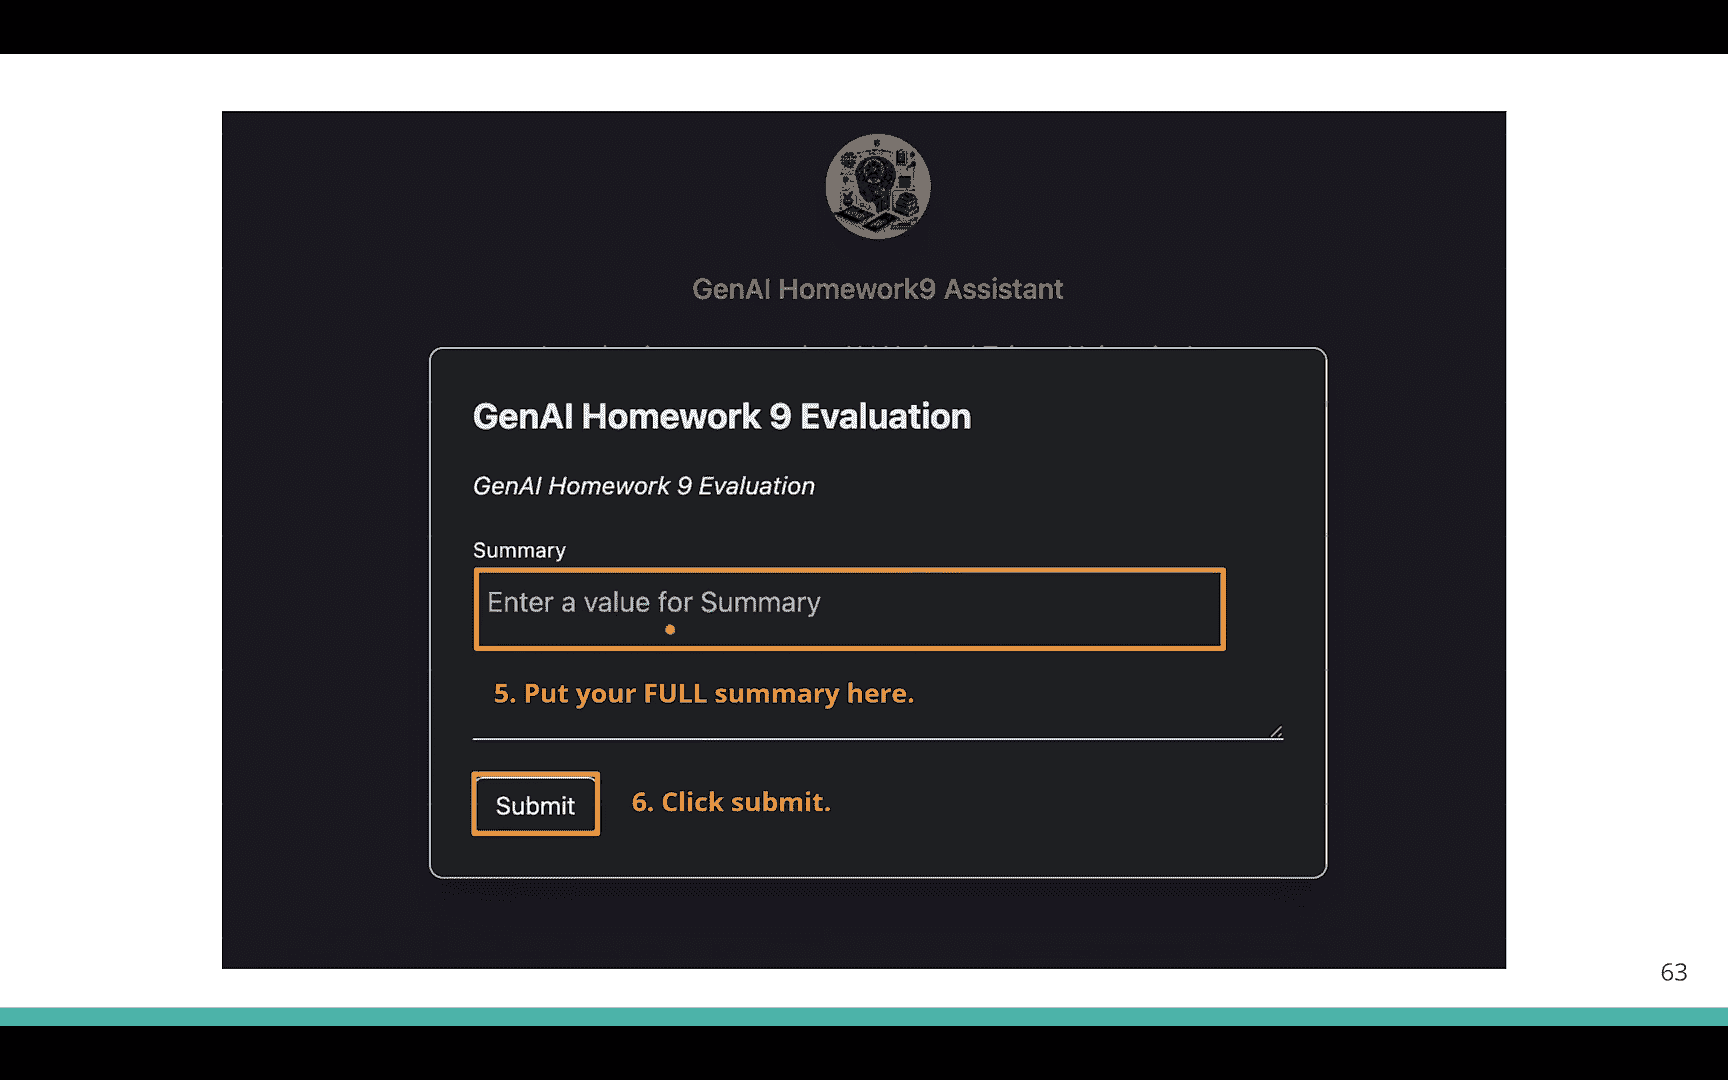 GenAI Homework9 Assistant
GenAI Homework 9 Evaluation
GenAI Homework 9 Evaluation
Summary
Enter a value for Summary
5. Put your FULL summary here.
Submit
6. Click submit.
63